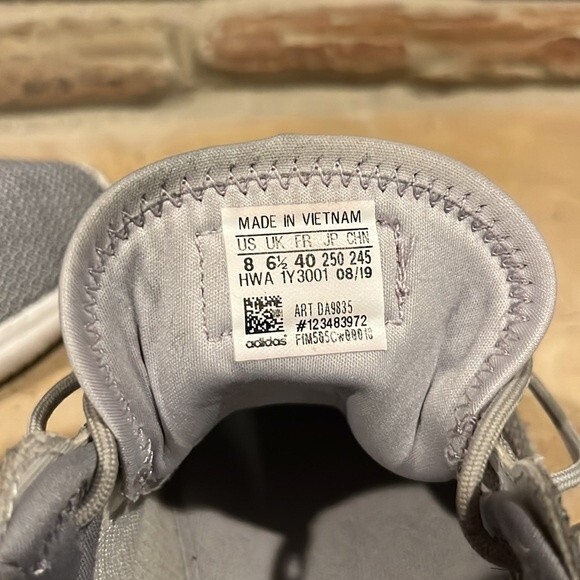 MADE IN VIETNAM
US UK FR JP CHN
8 6½ 40 250 245
HWA 1Y3001 08/19
ART DA9835
#123483972
adidas FIM585CW00010